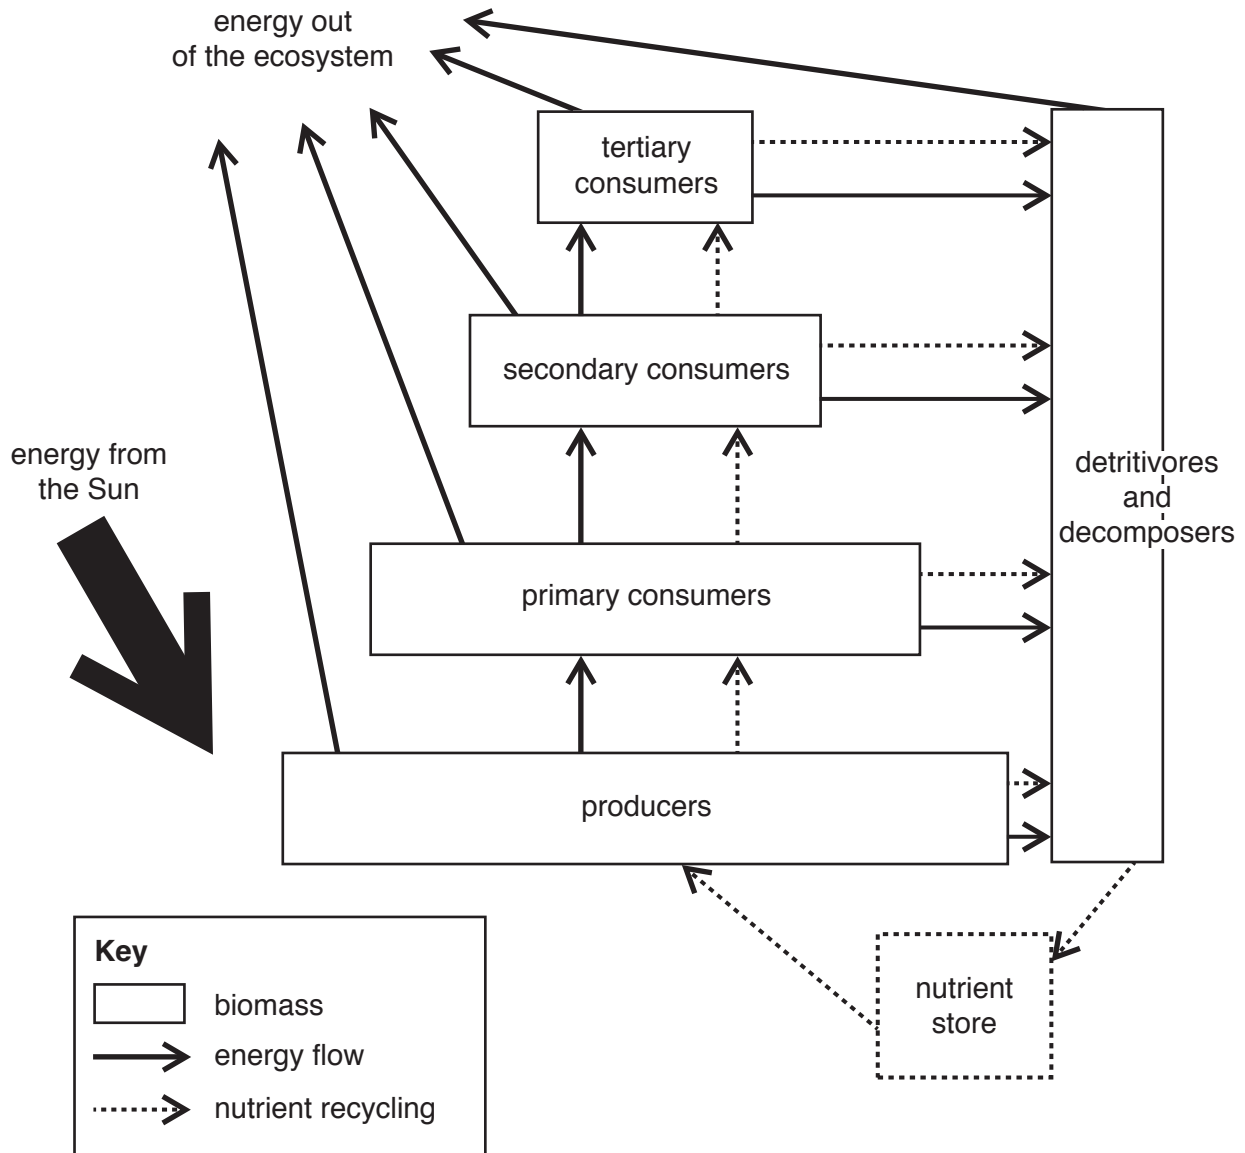 energy out
of the ecosystem
tertiary
consumers
secondary consumers
energy from
the Sun
detritivores
and
decomposers
primary consumers
producers
nutrient
store
Key
biomass
energy flow
nutrient recycling